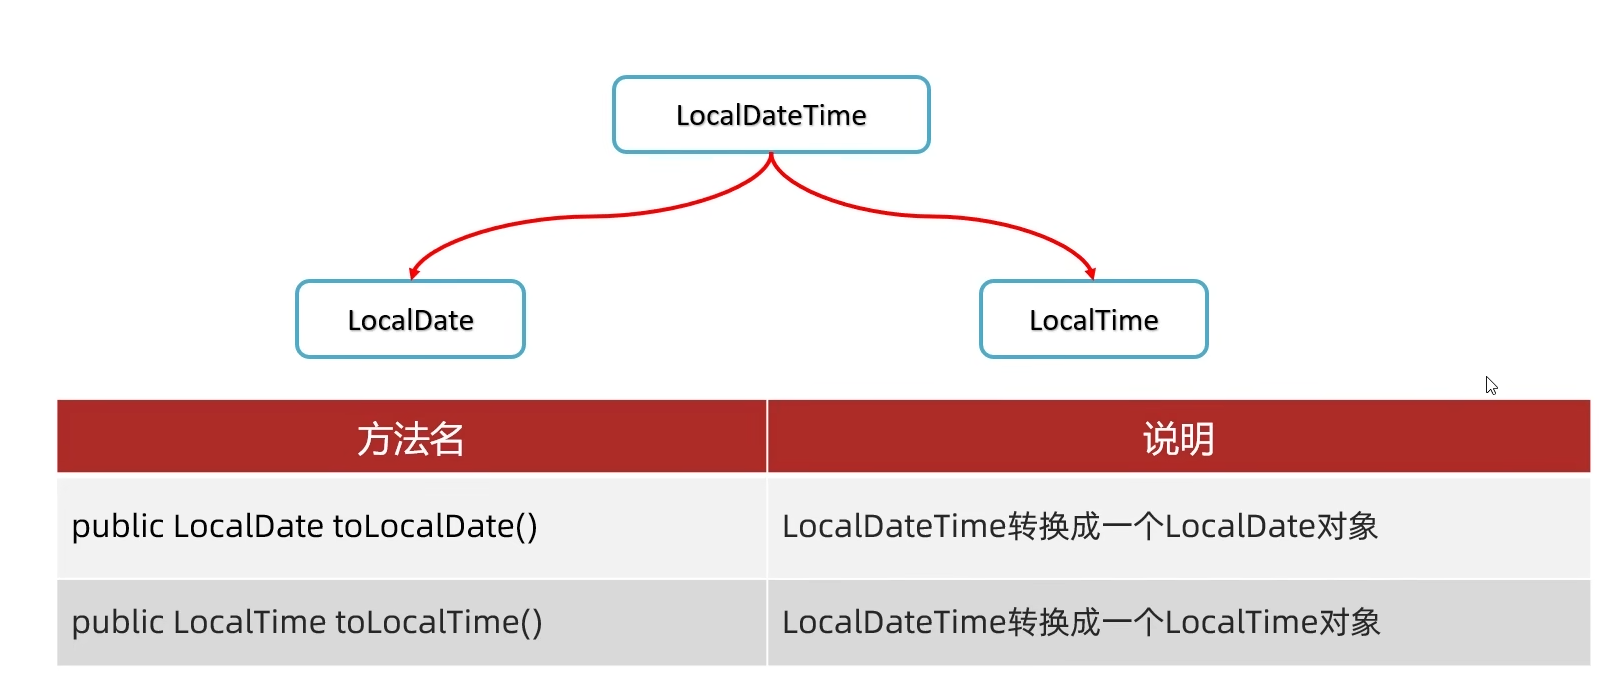 LocalDateTime
LocalDate
LocalTime
方法名
说明
public LocalDate toLocalDate()
LocalDateTime转换成一个LocalDate对象
public LocalTime toLocalTime()
LocalDateTime转换成一个LocalTime对象